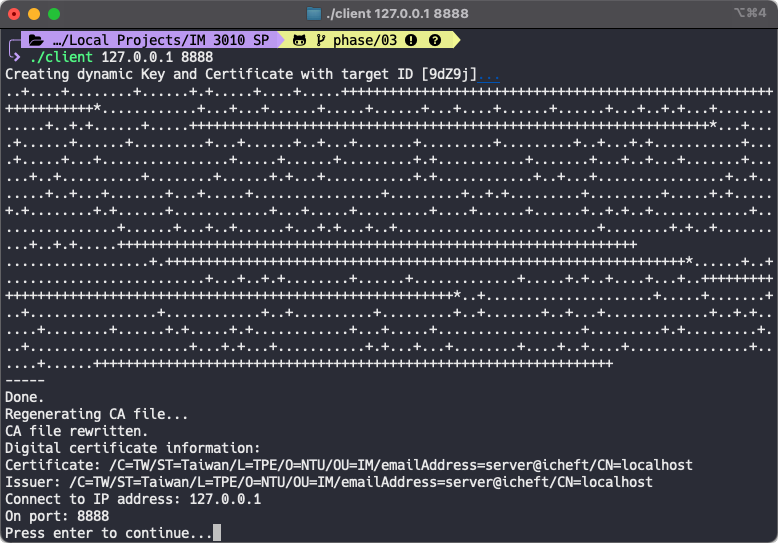 ./client 127.0.0.1 8888
⌥⌘4
…/Local Projects/IM 3010 SP phase/03
./client 127.0.0.1 8888
Creating dynamic Key and Certificate with target ID [9dZ9j]...
-----
Done.
Regenerating CA file...
CA file rewritten.
Digital certificate information:
Certificate: /C=TW/ST=Taiwan/L=TPE/O=NTU/OU=IM/emailAddress=server@icheft/CN=localhost
Issuer: /C=TW/ST=Taiwan/L=TPE/O=NTU/OU=IM/emailAddress=server@icheft/CN=localhost
Connect to IP address: 127.0.0.1
On port: 8888
Press enter to continue...